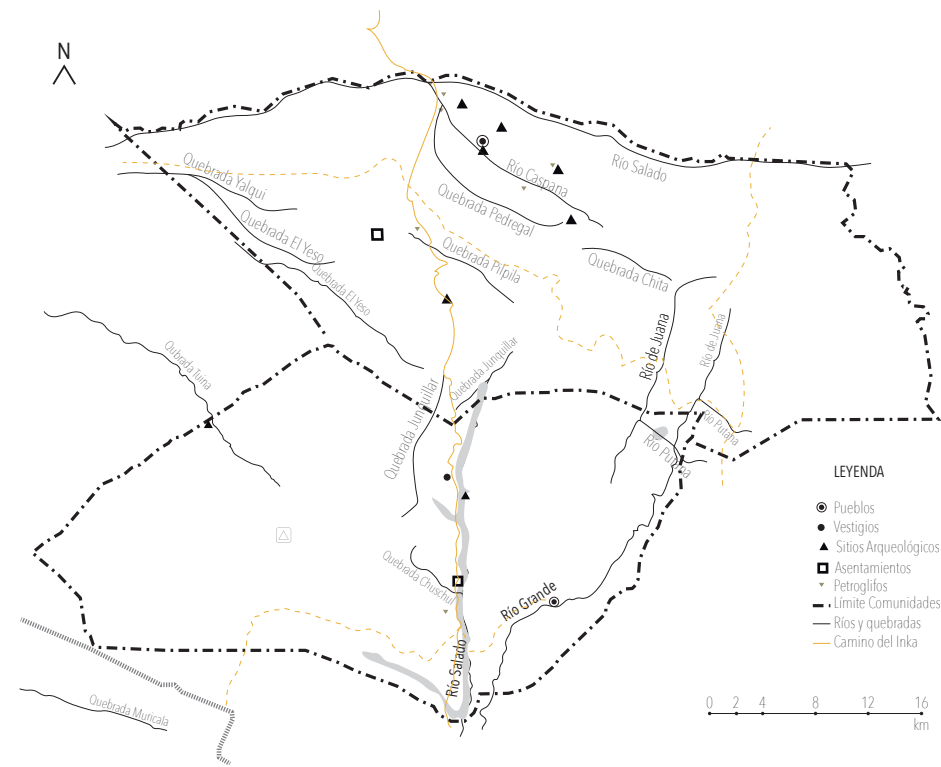 N
Río Salado
Río Caspana
Quebrada Yalqui
Quebrada Pedregal
Quebrada El Yeso
Quebrada Pilpila
Quebrada Chita
Quebrada El Yeso
Río de Juana
Río de Juana
Qubrada Tuina
Quebrada Junquillar
Quebrada Junquillar
Río Putana
Río Putana
Quebrada Chuschul
Río Grande
Río Salado
Quebrada Muricala
LEYENDA
Pueblos
Vestigios
Sitios Arqueológicos
Asentamientos
Petroglifos
Límite Comunidades
Ríos y quebradas
Camino del Inka
0 2 4 8 12 16
km